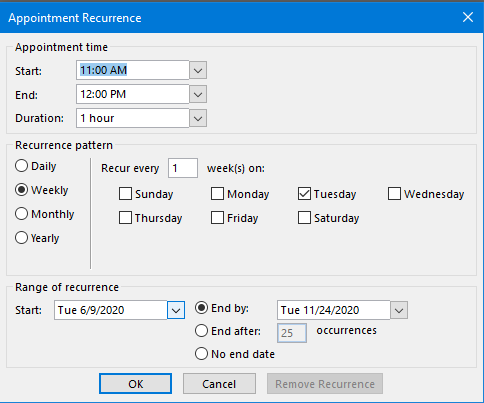 Appointment Recurrence
Appointment time
Start: 11:00 AM
End: 12:00 PM
Duration: 1 hour
Recurrence pattern
Daily
Weekly
Monthly
Yearly
Recur every 1 week(s) on:
Sunday Monday Tuesday Wednesday
Thursday Friday Saturday
Range of recurrence
Start: Tue 6/9/2020
End by: Tue 11/24/2020
End after: 25 occurrences
No end date
OK Cancel Remove Recurrence